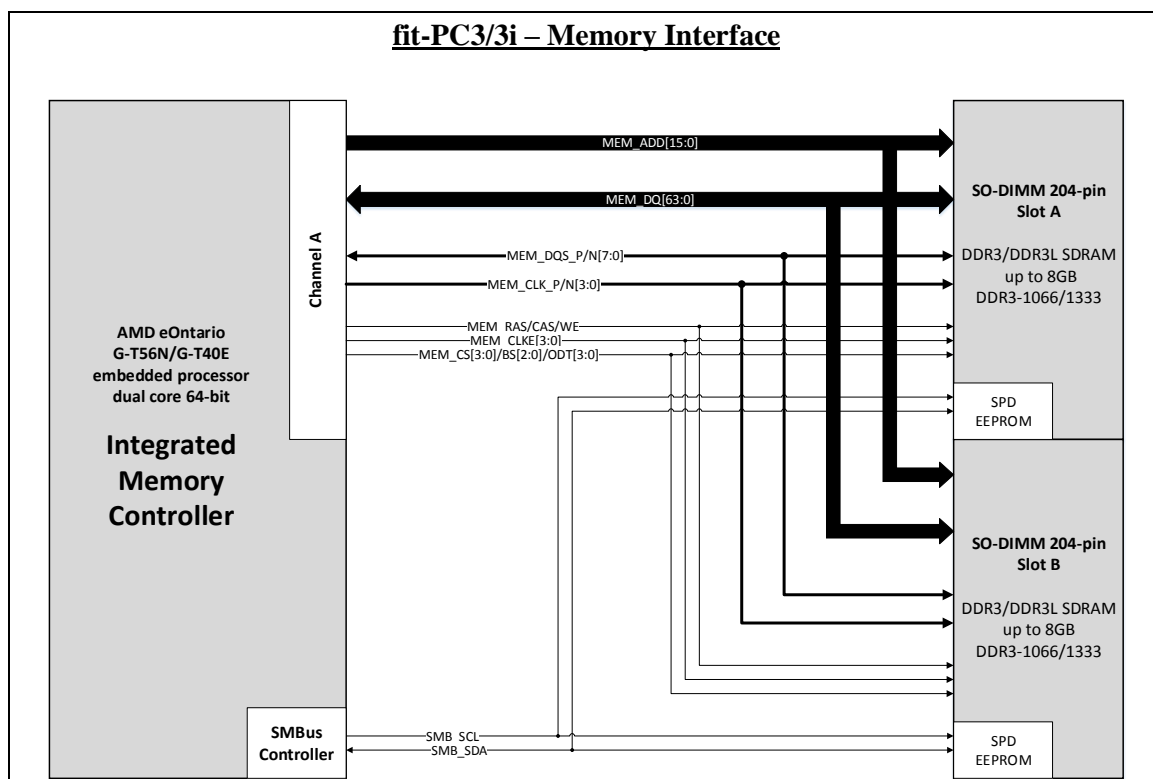 fit-PC3/3i – Memory Interface
Channel A
AMD eOntario
G-T56N/G-T40E
embedded processor
dual core 64-bit
Integrated
Memory
Controller
SMBus
Controller
MEM_ADD[15:0]
MEM_DQ[63:0]
MEM_DQS_P/N[7:0]
MEM_CLK_P/N[3:0]
MEM_RAS/CAS/WE
MEM_CLKE[3:0]
MEM_CS[3:0]/BS[2:0]/ODT[3:0]
SMB_SCL
SMB_SDA
SO-DIMM 204-pin
Slot A
DDR3/DDR3L SDRAM
up to 8GB
DDR3-1066/1333
SPD
EEPROM
SO-DIMM 204-pin
Slot B
DDR3/DDR3L SDRAM
up to 8GB
DDR3-1066/1333
SPD
EEPROM